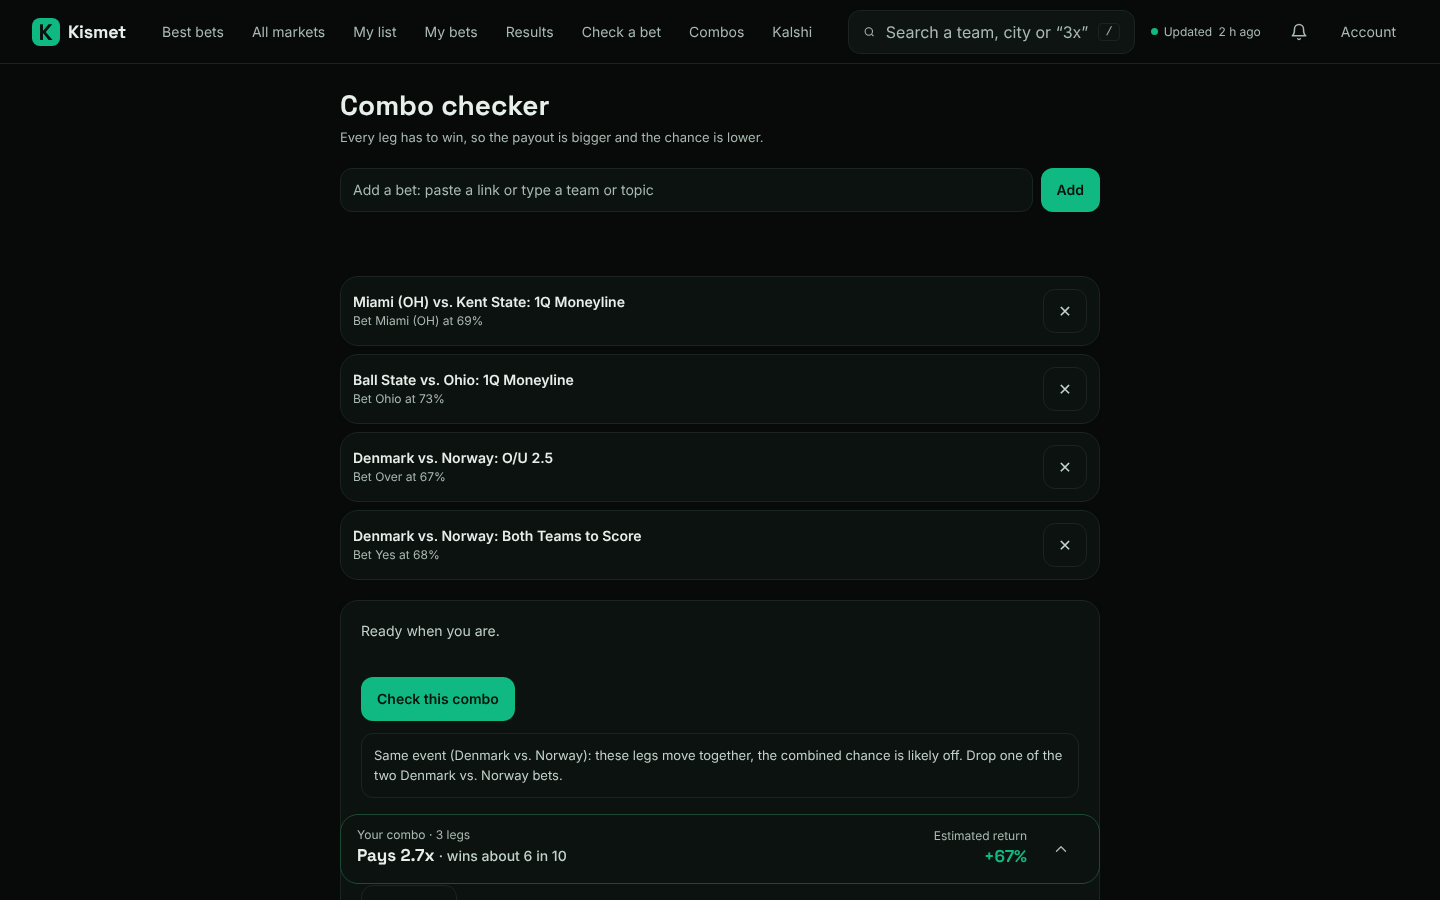 Kismet
Best bets
All markets
My list
My bets
Results
Check a bet
Combos
Kalshi
Search a team, city or “3x”
/
Updated 2 h ago
Account
Combo checker
Every leg has to win, so the payout is bigger and the chance is lower.
Add a bet: paste a link or type a team or topic
Add
Miami (OH) vs. Kent State: 1Q Moneyline
Bet Miami (OH) at 69%
Ball State vs. Ohio: 1Q Moneyline
Bet Ohio at 73%
Denmark vs. Norway: O/U 2.5
Bet Over at 67%
Denmark vs. Norway: Both Teams to Score
Bet Yes at 68%
Ready when you are.
Check this combo
Same event (Denmark vs. Norway): these legs move together, the combined chance is likely off. Drop one of the
two Denmark vs. Norway bets.
Your combo · 3 legs
Pays 2.7x · wins about 6 in 10
Estimated return
+67%